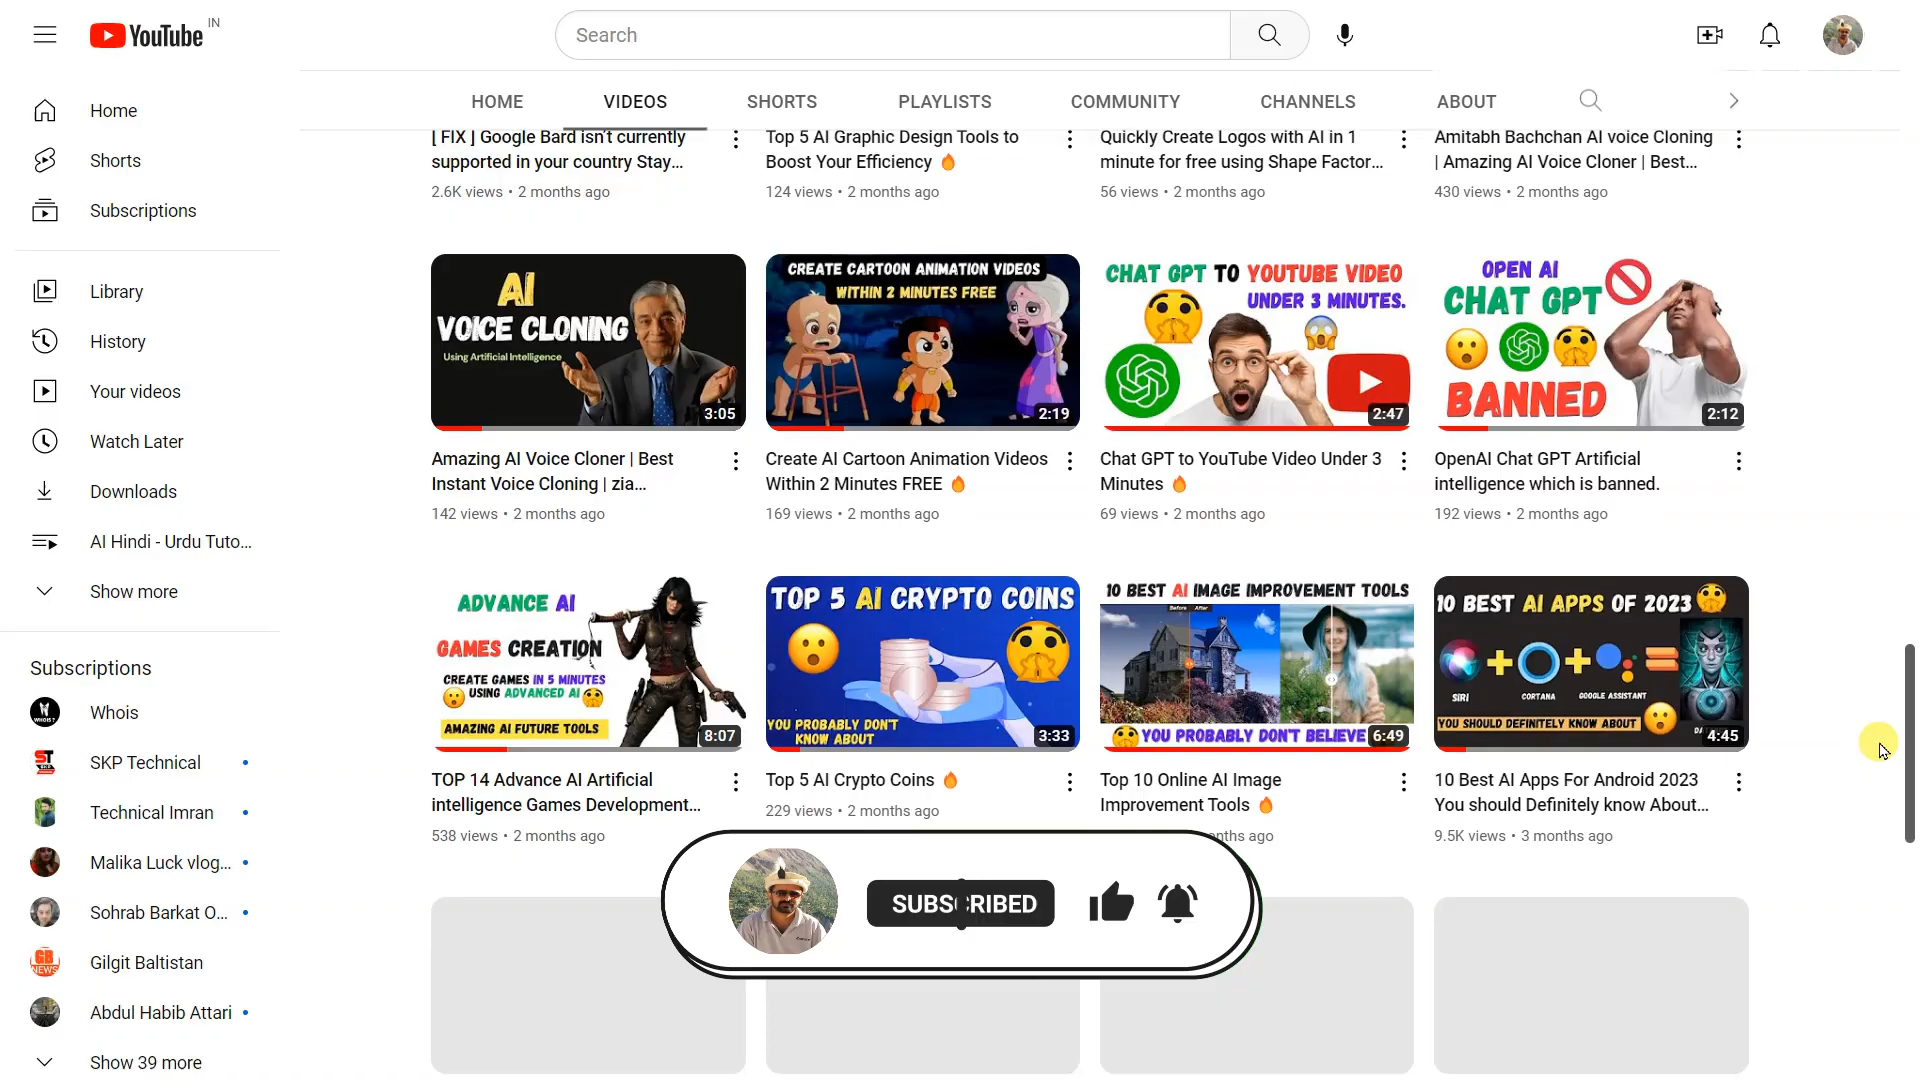 YouTube IN
Search
HOME VIDEOS SHORTS PLAYLISTS COMMUNITY CHANNELS ABOUT
Home
Shorts
Subscriptions
Library
History
Your videos
Watch Later
Downloads
AI Hindi - Urdu Tuto...
Show more
Subscriptions
Whois
SKP Technical
Technical Imran
Malika Luck vlog...
Sohrab Barkat O...
Gilgit Baltistan
Abdul Habib Attari
Show 39 more
[ FIX ] Google Bard isn't currently
supported in your country Stay...
2.6K views • 2 months ago
Top 5 AI Graphic Design Tools to
Boost Your Efficiency 🔥
124 views • 2 months ago
Quickly Create Logos with AI in 1
minute for free using Shape Factor...
56 views • 2 months ago
Amitabh Bachchan AI voice Cloning
| Amazing AI Voice Cloner | Best...
430 views • 2 months ago
AI
VOICE CLONING
Using Artificial Intelligence
3:05
Amazing AI Voice Cloner | Best
Instant Voice Cloning | zia...
142 views • 2 months ago
CREATE CARTOON ANIMATION VIDEOS
WITHIN 2 MINUTES FREE
2:19
Create AI Cartoon Animation Videos
Within 2 Minutes FREE 🔥
169 views • 2 months ago
CHAT GPT TO YOUTUBE VIDEO
UNDER 3 MINUTES.
2:47
Chat GPT to YouTube Video Under 3
Minutes 🔥
69 views • 2 months ago
OPEN AI
CHAT GPT
BANNED
2:12
OpenAI Chat GPT Artificial
intelligence which is banned.
192 views • 2 months ago
ADVANCE AI
GAMES CREATION
CREATE GAMES IN 5 MINUTES
USING ADVANCED AI
AMAZING AI FUTURE TOOLS
8:07
TOP 14 Advance AI Artificial
intelligence Games Development...
538 views • 2 months ago
TOP 5 AI CRYPTO COINS
YOU PROBABLY DON'T
KNOW ABOUT
3:33
Top 5 AI Crypto Coins 🔥
229 views • 2 months ago
10 BEST AI IMAGE IMPROVEMENT TOOLS
Before After
YOU PROBABLY DON'T BELIEVE
6:49
Top 10 Online AI Image
Improvement Tools 🔥
ago
10 BEST AI APPS OF 2023
SIRI
CORTANA
GOOGLE ASSISTANT
YOU SHOULD DEFINITELY KNOW ABOUT
4:45
10 Best AI Apps For Android 2023
You should Definitely know About...
9.5K views • 3 months ago
SUBSCRIBED